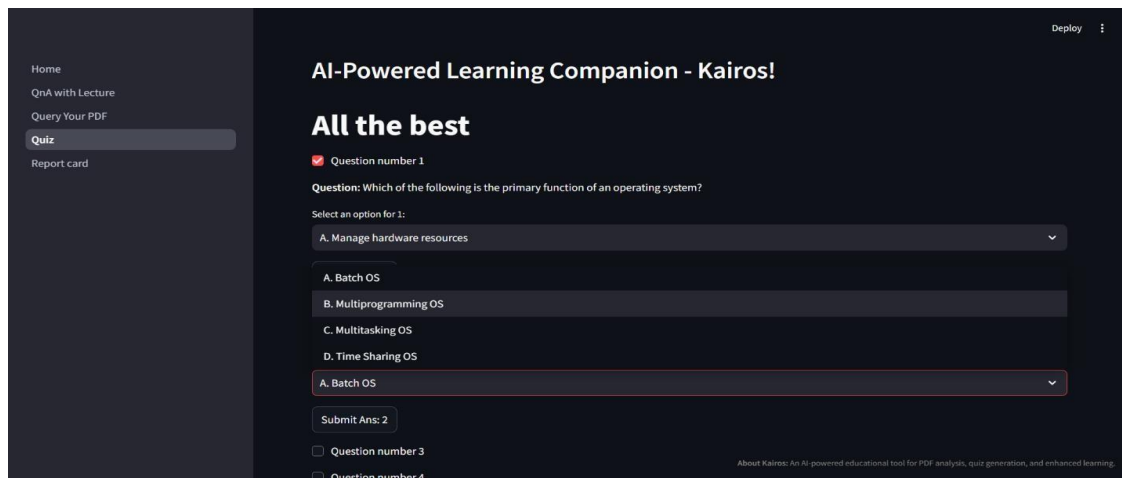 Deploy
Home
QnA with Lecture
Query Your PDF
Quiz
Report card
AI-Powered Learning Companion - Kairos!
All the best
Question number 1
Question: Which of the following is the primary function of an operating system?
Select an option for 1:
A. Manage hardware resources
A. Batch OS
B. Multiprogramming OS
C. Multitasking OS
D. Time Sharing OS
A. Batch OS
Submit Ans: 2
Question number 3
Question number 4
About Kairos: An AI-powered educational tool for PDF analysis, quiz generation, and enhanced learning.